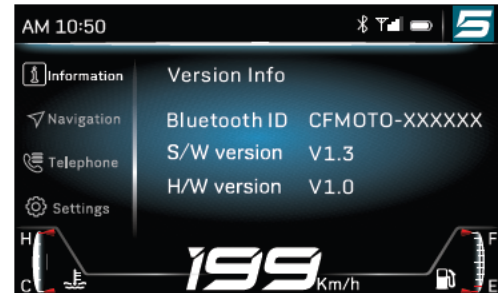 AM 10:50
S
Information
Navigation
Telephone
Settings
Version Info
Bluetooth ID CFMOTO-XXXXXX
S/W version V1.3
H/W version V1.0
H
C
199 Km/h
F
E